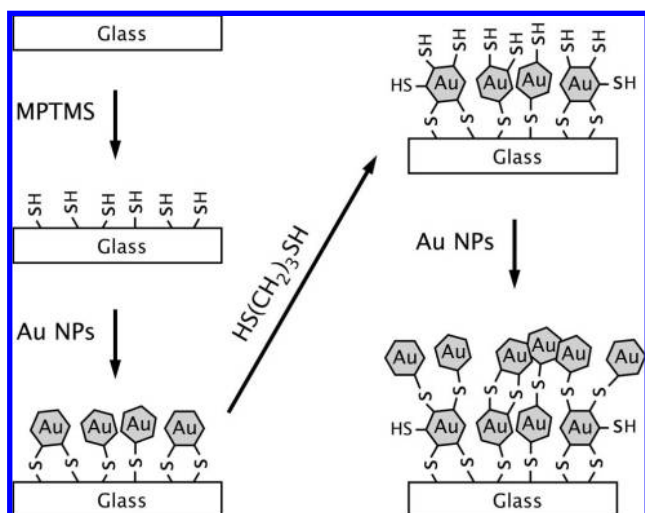 Glass
MPTMS
SH SH SH SH SH SH
Glass
Au NPs
Au Au Au Au
S S S S S S
Glass
HS(CH2)3SH
SH SH SH SH SH SH SH
HS Au Au Au Au SH
S S S S S S
Glass
Au NPs
Au Au Au Au Au Au
S S S S S S S
HS Au Au Au Au SH
S S S S S S
Glass